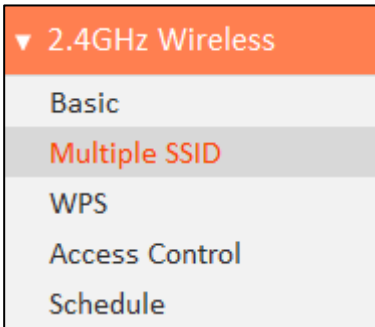 2.4GHz Wireless
Basic
Multiple SSID
WPS
Access Control
Schedule